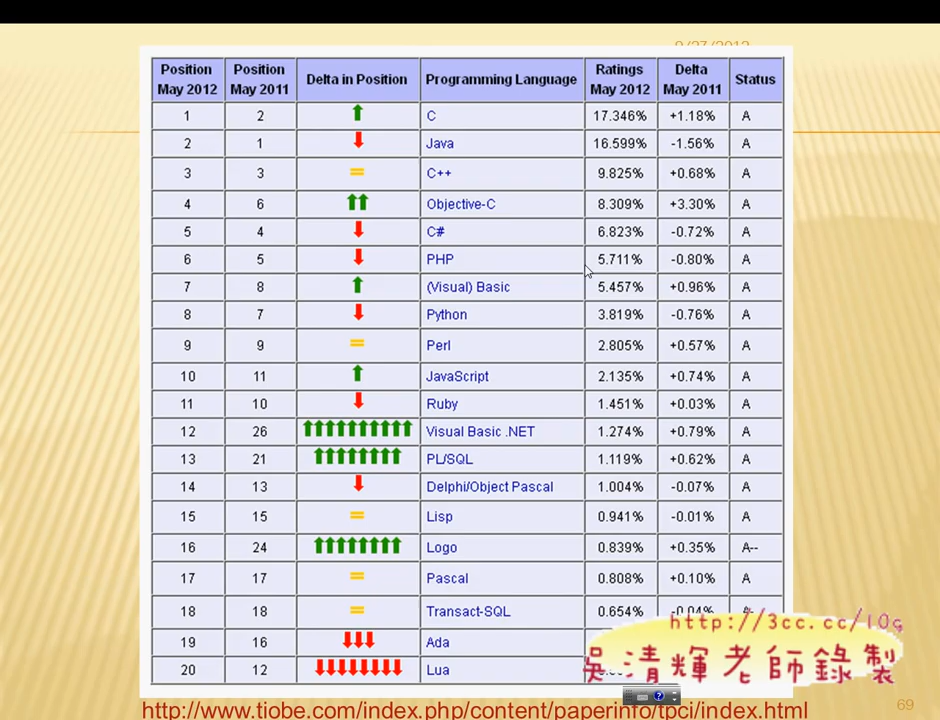 9/27/2012
Position May 2012 Position May 2011 Delta in Position Programming Language Ratings May 2012 Delta May 2011 Status
1 2 C 17.346% +1.18% A
2 1 Java 16.599% -1.56% A
3 3 C++ 9.825% +0.68% A
4 6 Objective-C 8.309% +3.30% A
5 4 C# 6.823% -0.72% A
6 5 PHP 5.711% -0.80% A
7 8 (Visual) Basic 5.457% +0.96% A
8 7 Python 3.819% -0.76% A
9 9 Perl 2.805% +0.57% A
10 11 JavaScript 2.135% +0.74% A
11 10 Ruby 1.451% +0.03% A
12 26 Visual Basic .NET 1.274% +0.79% A
13 21 PL/SQL 1.119% +0.62% A
14 13 Delphi/Object Pascal 1.004% -0.07% A
15 15 Lisp 0.941% -0.01% A
16 24 Logo 0.839% +0.35% A--
17 17 Pascal 0.808% +0.10% A
18 18 Transact-SQL 0.654% -0.04%
19 16 Ada
20 12 Lua
http://3cc.cc/10g
吳清輝老師錄製
http://www.tiobe.com/index.php/content/paperinfo/tpci/index.html
69